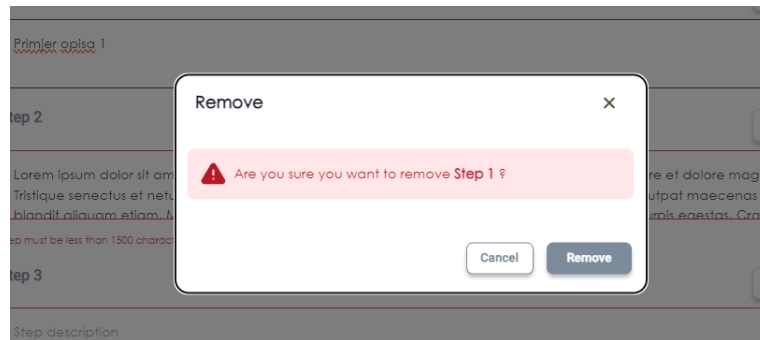 Primjer opisa 1
Remove
tep 2
Are you sure you want to remove Step 1 ?
Lorem ipsum dolor sit am
re et dolore mag
Tristique senectus et netu
utpat maecenas
blandit aliquam etiam. M
urpis egestas. Cra
ep must be less than 1500 charact
Cancel
Remove
tep 3
Step description